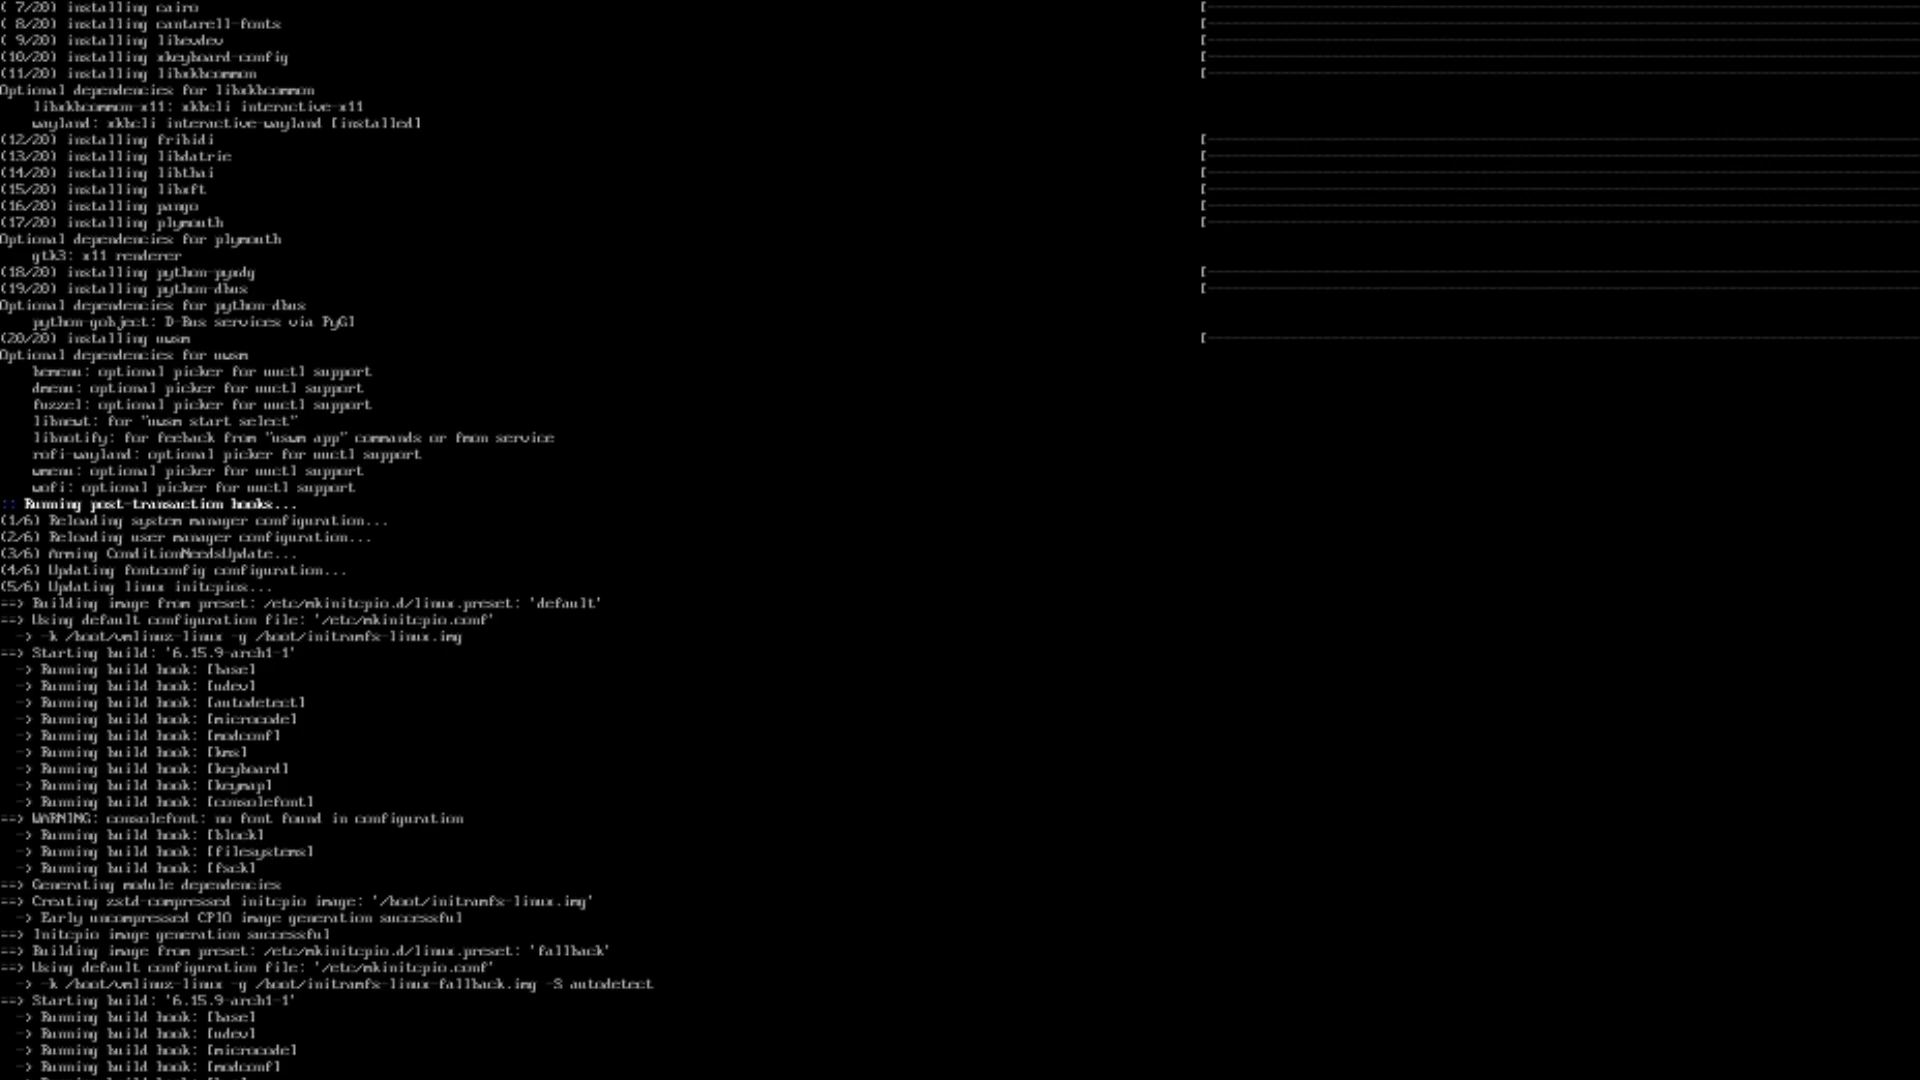 ( 7/20) installing cairo [------
( 8/20) installing cantarell-fonts [------
( 9/20) installing libevdev [------
(10/20) installing xkeyboard-config [------
(11/20) installing libxkbcommon [------
Optional dependencies for libxkbcommon
    libxkbcommon-x11: xkbcli interactive-x11
    wayland: xkbcli interactive-wayland [installed]
(12/20) installing fribidi [------
(13/20) installing libdatrie [------
(14/20) installing libthai [------
(15/20) installing libxft [------
(16/20) installing pango [------
(17/20) installing plymouth [------
Optional dependencies for plymouth
    gtk3: x11 renderer
(18/20) installing python-pyxdg [------
(19/20) installing python-dbus [------
Optional dependencies for python-dbus
    python-gobject: D-Bus services via PyGI
(20/20) installing uwsm [------
Optional dependencies for uwsm
    bemenu: optional picker for uuctl support
    dmenu: optional picker for uuctl support
    fuzzel: optional picker for uuctl support
    libnewt: for "uwsm start select"
    libnotify: for feeback from "uswm app" commands or fmon service
    rofi-wayland: optional picker for uuctl support
    wmenu: optional picker for uuctl support
    wofi: optional picker for uuctl support
:: Running post-transaction hooks...
(1/6) Reloading system manager configuration...
(2/6) Reloading user manager configuration...
(3/6) Arming ConditionNeedsUpdate...
(4/6) Updating fontconfig configuration...
(5/6) Updating linux initcpios...
==> Building image from preset: /etc/mkinitcpio.d/linux.preset: 'default'
==> Using default configuration file: '/etc/mkinitcpio.conf'
  -> -k /boot/vmlinuz-linux -g /boot/initramfs-linux.img
==> Starting build: '6.15.9-arch1-1'
  -> Running build hook: [base]
  -> Running build hook: [udev]
  -> Running build hook: [autodetect]
  -> Running build hook: [microcode]
  -> Running build hook: [modconf]
  -> Running build hook: [kms]
  -> Running build hook: [keyboard]
  -> Running build hook: [keymap]
  -> Running build hook: [consolefont]
==> WARNING: consolefont: no font found in configuration
  -> Running build hook: [block]
  -> Running build hook: [filesystems]
  -> Running build hook: [fsck]
==> Generating module dependencies
==> Creating zstd-compressed initcpio image: '/boot/initramfs-linux.img'
  -> Early uncompressed CPIO image generation successful
==> Initcpio image generation successful
==> Building image from preset: /etc/mkinitcpio.d/linux.preset: 'fallback'
==> Using default configuration file: '/etc/mkinitcpio.conf'
  -> -k /boot/vmlinuz-linux -g /boot/initramfs-linux-fallback.img -S autodetect
==> Starting build: '6.15.9-arch1-1'
  -> Running build hook: [base]
  -> Running build hook: [udev]
  -> Running build hook: [microcode]
  -> Running build hook: [modconf]